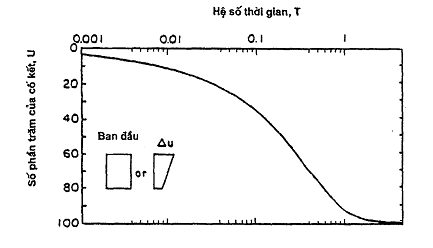 Hệ số thời gian, T
0.001 0.01 0.1 1
Số phần trăm của cố kết, U
0
20
40
60
80
100
Ban đầu
Δu
or